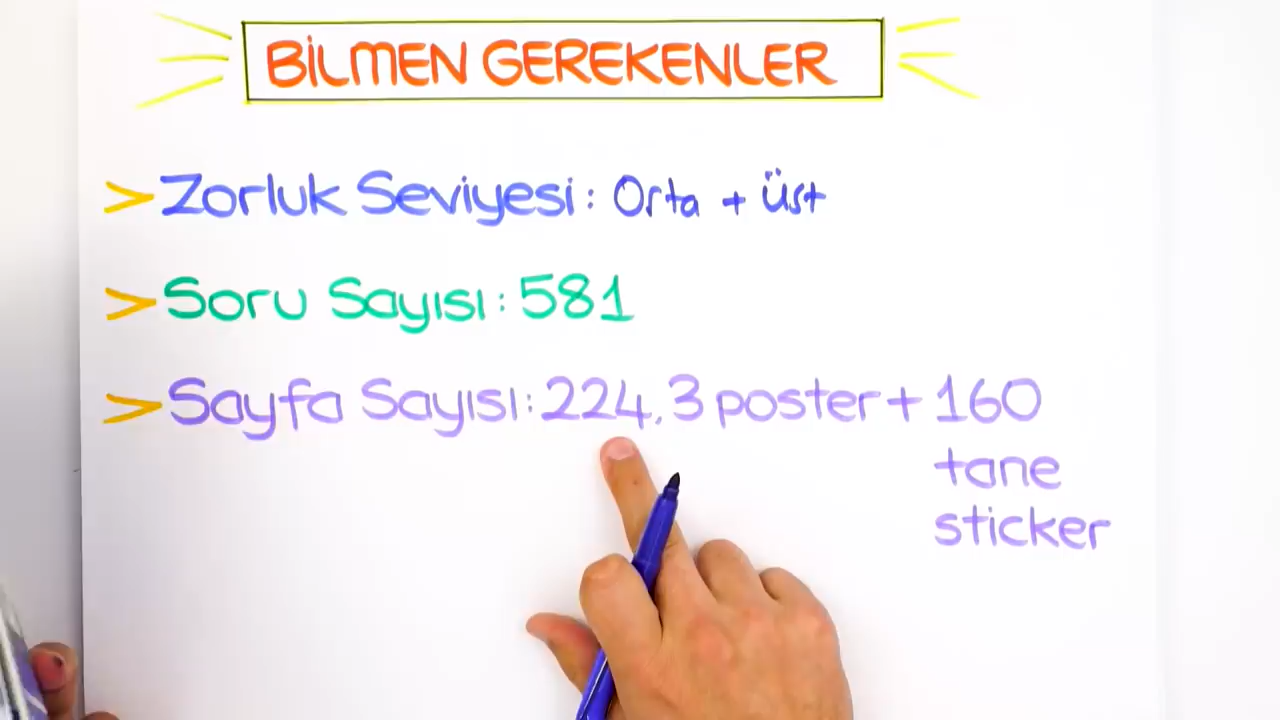 BİLMEN GEREKENLER
> Zorluk Seviyesi: Orta + Üst
> Soru Sayısı: 581
> Sayfa Sayısı: 224, 3 poster + 160
tane
sticker